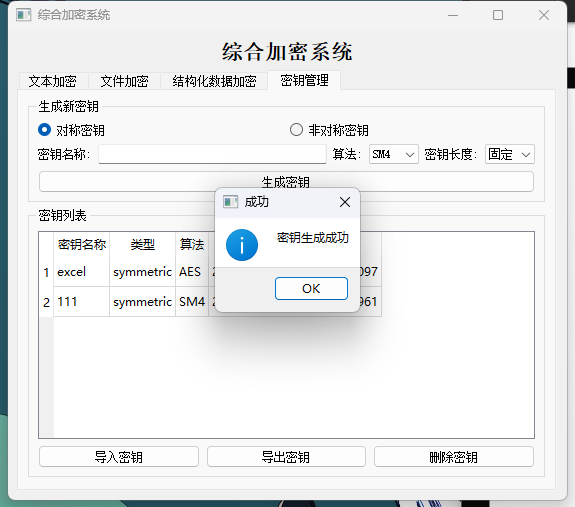 综合加密系统
综合加密系统
文本加密 文件加密 结构化数据加密 密钥管理
生成新密钥
对称密钥 非对称密钥
密钥名称: 算法: SM4 密钥长度: 固定
生成密钥
成功
密钥生成成功
OK
密钥列表
密钥名称 类型 算法
1 excel symmetric AES 2 097
2 111 symmetric SM4 2 961
导入密钥 导出密钥 删除密钥